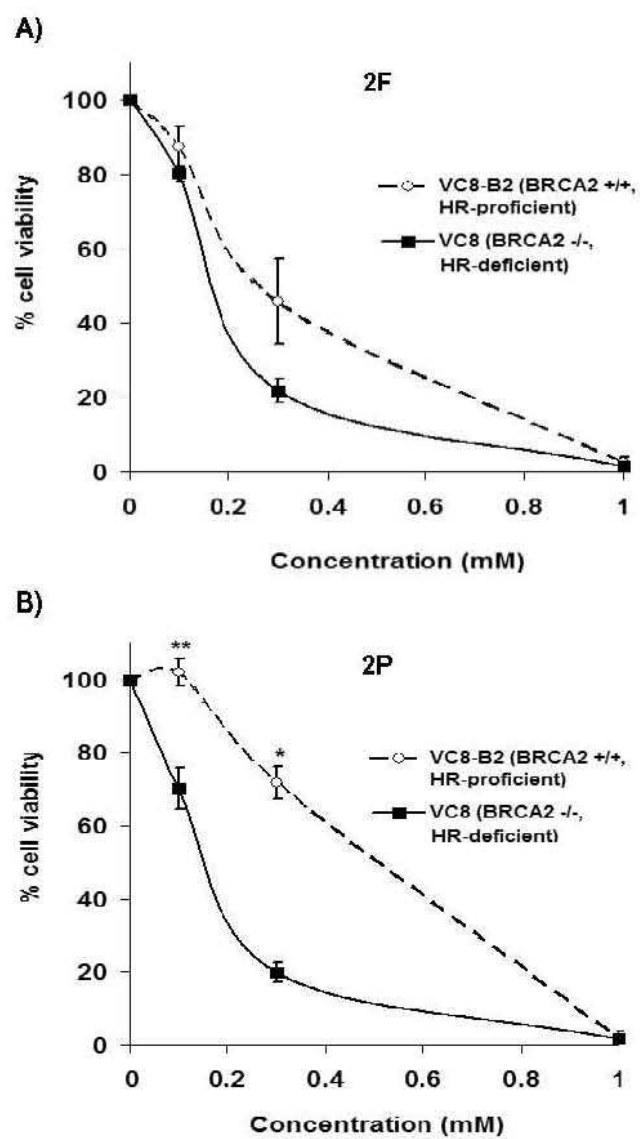 A)
2F
100
80
60
40
20
0
% cell viability
VC8-B2 (BRCA2 +/+,
HR-proficient)
VC8 (BRCA2 -/-,
HR-deficient)
0 0.2 0.4 0.6 0.8 1
Concentration (mM)
B)
2P
**
*
100
80
60
40
20
0
% cell viability
VC8-B2 (BRCA2 +/+,
HR-proficient)
VC8 (BRCA2 -/-,
HR-deficient)
0 0.2 0.4 0.6 0.8 1
Concentration (mM)